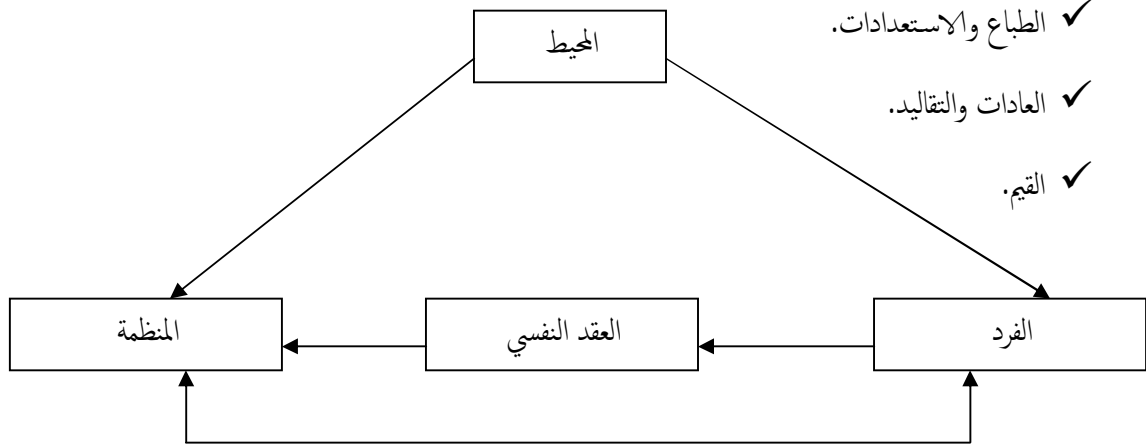 ✓ الطباع والاستعدادات.
المحيط
✓ العادات والتقاليد.
✓ القيم.
الفرد
العقد النفسي
المنظمة